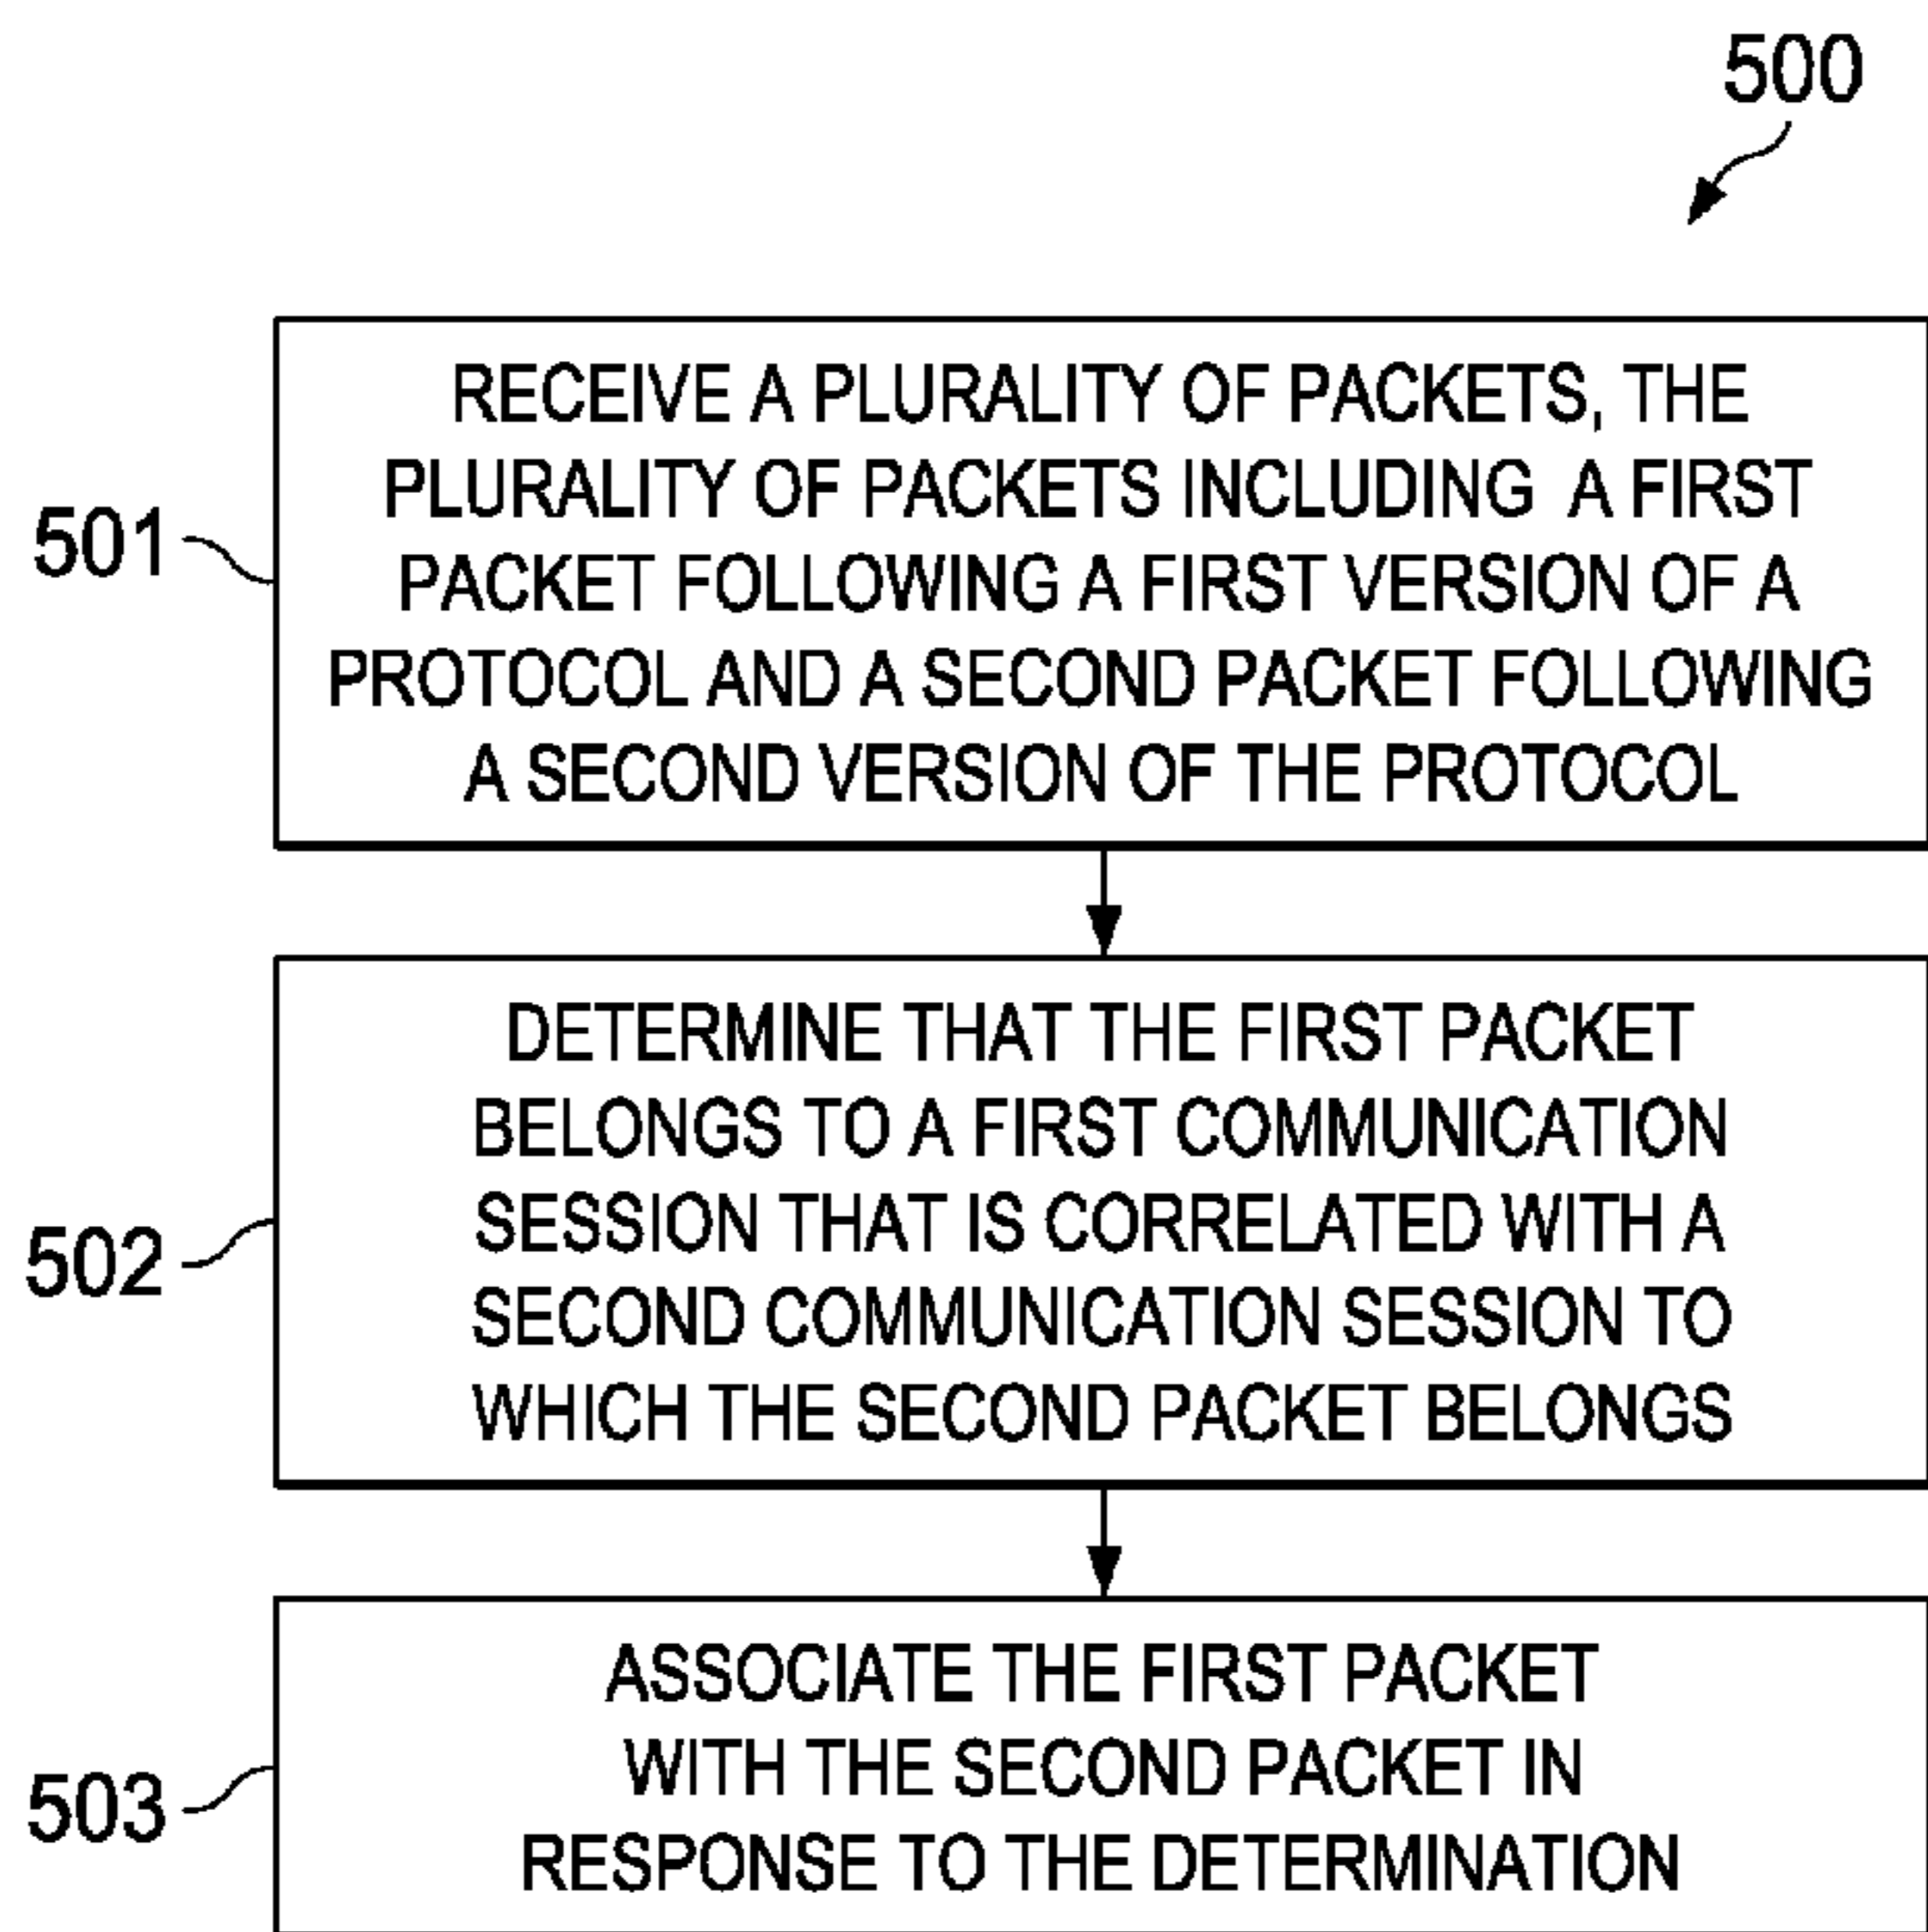 500
501
RECEIVE A PLURALITY OF PACKETS, THE
PLURALITY OF PACKETS INCLUDING A FIRST
PACKET FOLLOWING A FIRST VERSION OF A
PROTOCOL AND A SECOND PACKET FOLLOWING
A SECOND VERSION OF THE PROTOCOL
502
DETERMINE THAT THE FIRST PACKET
BELONGS TO A FIRST COMMUNICATION
SESSION THAT IS CORRELATED WITH A
SECOND COMMUNICATION SESSION TO
WHICH THE SECOND PACKET BELONGS
503
ASSOCIATE THE FIRST PACKET
WITH THE SECOND PACKET IN
RESPONSE TO THE DETERMINATION